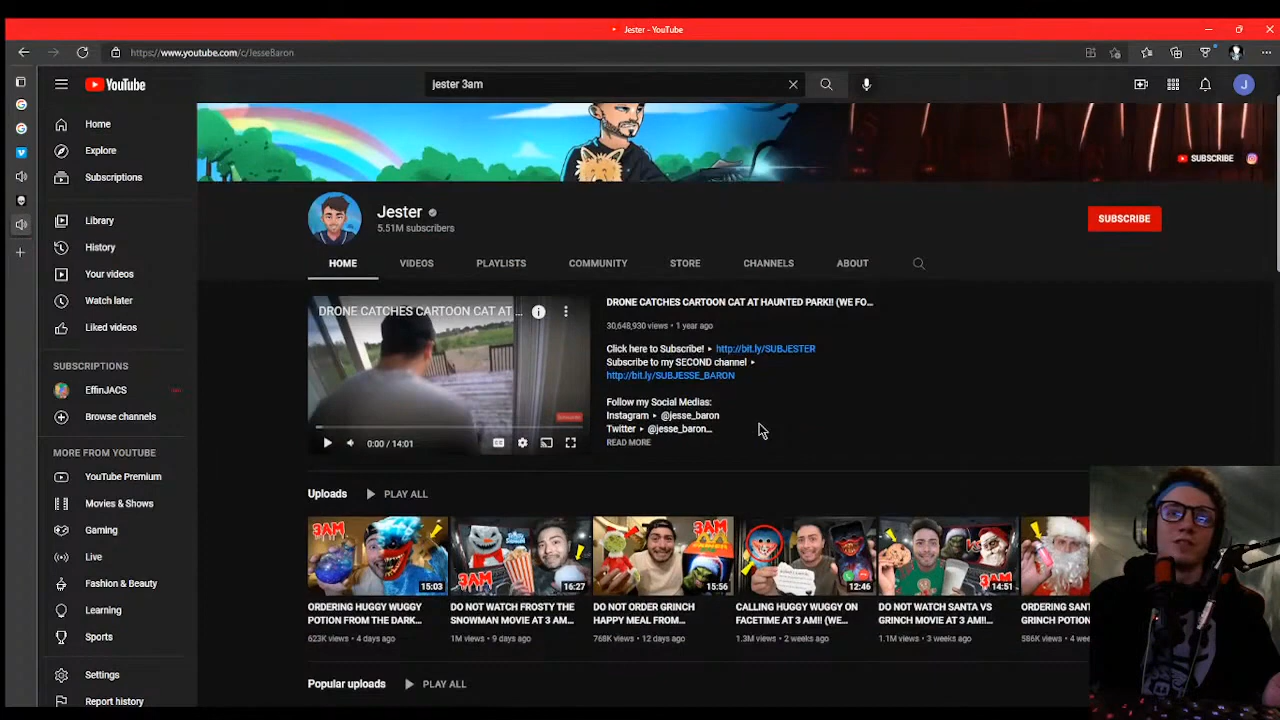 Jester - YouTube
https://www.youtube.com/c/JesseBaron
YouTube
jester 3am
J
Home
Explore
Subscriptions
Library
History
Your videos
Watch later
Liked videos
SUBSCRIPTIONS
EffinJACS
Browse channels
MORE FROM YOUTUBE
YouTube Premium
Movies & Shows
Gaming
Live
Fashion & Beauty
Learning
Sports
Settings
Report history
SUBSCRIBE
Jester
5.51M subscribers
SUBSCRIBE
HOME VIDEOS PLAYLISTS COMMUNITY STORE CHANNELS ABOUT
DRONE CATCHES CARTOON CAT AT ...
0:00 / 14:01
DRONE CATCHES CARTOON CAT AT HAUNTED PARK!! (WE FO...
30,648,930 views • 1 year ago
Click here to Subscribe! ▸ http://bit.ly/SUBJESTER
Subscribe to my SECOND channel ▸
http://bit.ly/SUBJESSE_BARON
Follow my Social Medias:
Instagram ▸ @jesse_baron
Twitter ▸ @jesse_baron...
READ MORE
Uploads PLAY ALL
3AM
15:03
ORDERING HUGGY WUGGY
POTION FROM THE DARK...
623K views • 4 days ago
3AM
16:27
DO NOT WATCH FROSTY THE
SNOWMAN MOVIE AT 3 AM...
1M views • 9 days ago
3AM
15:56
DO NOT ORDER GRINCH
HAPPY MEAL FROM...
768K views • 12 days ago
12:46
CALLING HUGGY WUGGY ON
FACETIME AT 3 AM!! (WE...
1.3M views • 2 weeks ago
3AM
14:51
DO NOT WATCH SANTA VS
GRINCH MOVIE AT 3 AM!!...
1.1M views • 3 weeks ago
ORDERING SAN
GRINCH POTION
586K views • 4 wee
Popular uploads PLAY ALL